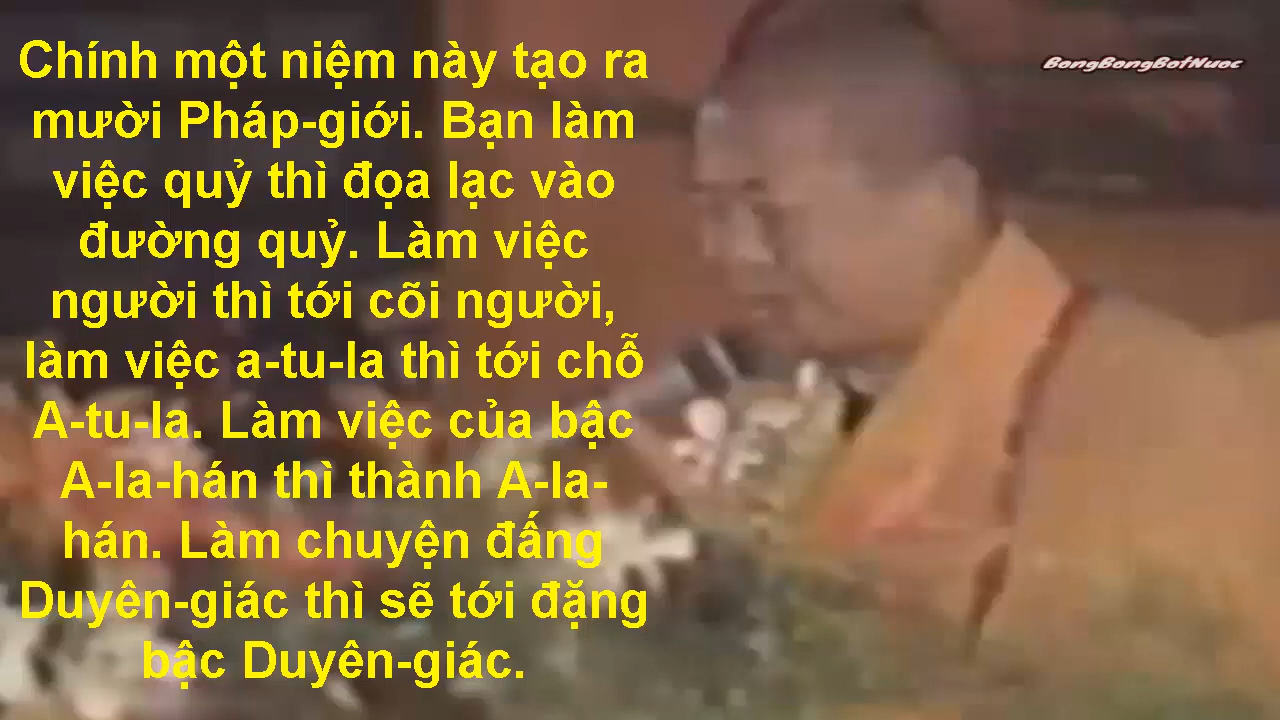 Chính một niệm này tạo ra
mười Pháp-giới. Bạn làm
việc quỷ thì đọa lạc vào
đường quỷ. Làm việc
người thì tới cõi người,
làm việc a-tu-la thì tới chỗ
A-tu-la. Làm việc của bậc
A-la-hán thì thành A-la-
hán. Làm chuyện đấng
Duyên-giác thì sẽ tới đặng
bậc Duyên-giác.
BongBongBotNuoc